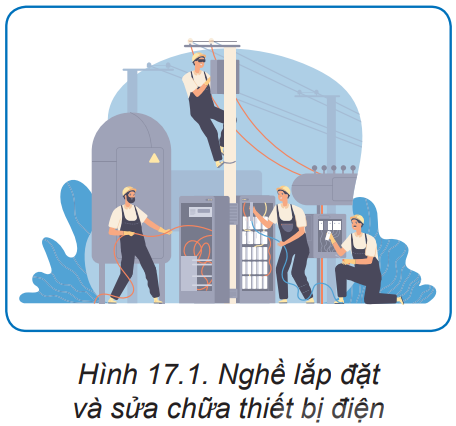 Hình 17.1. Nghề lắp đặt
và sửa chữa thiết bị điện